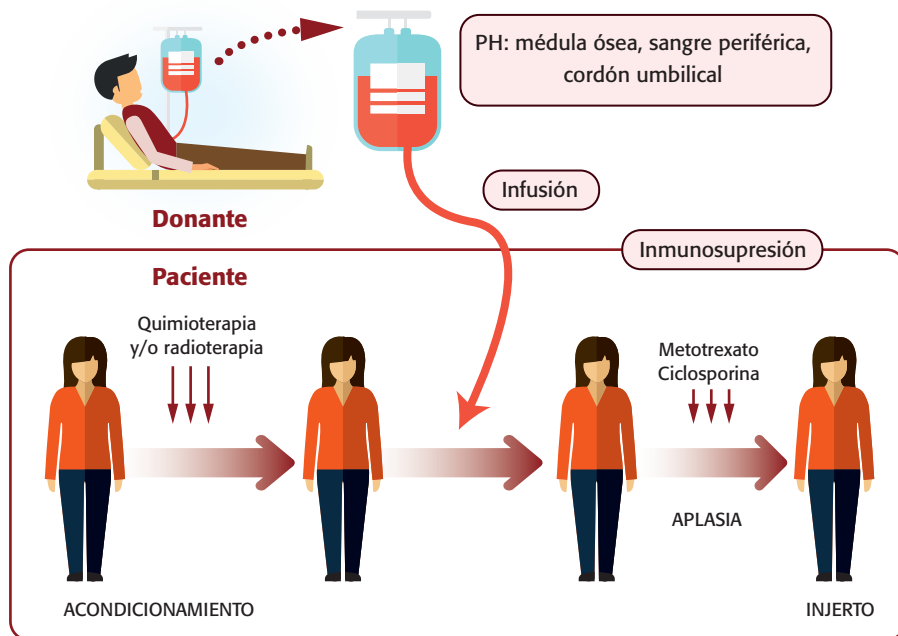 PH: médula ósea, sangre periférica,
cordón umbilical
Infusión
Donante
Inmunosupresión
Paciente
Quimioterapia
y/o radioterapia
Metotrexato
Ciclosporina
APLASIA
ACONDICIONAMIENTO
INJERTO